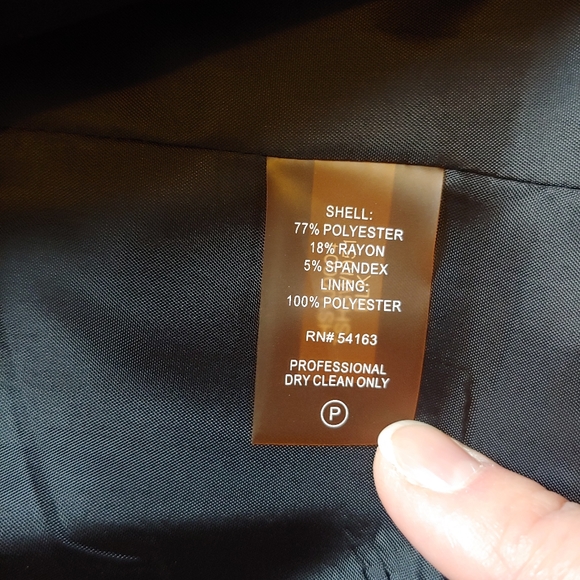 SHELL:
77% POLYESTER
18% RAYON
5% SPANDEX
LINING:
100% POLYESTER
RN# 54163
PROFESSIONAL
DRY CLEAN ONLY
P